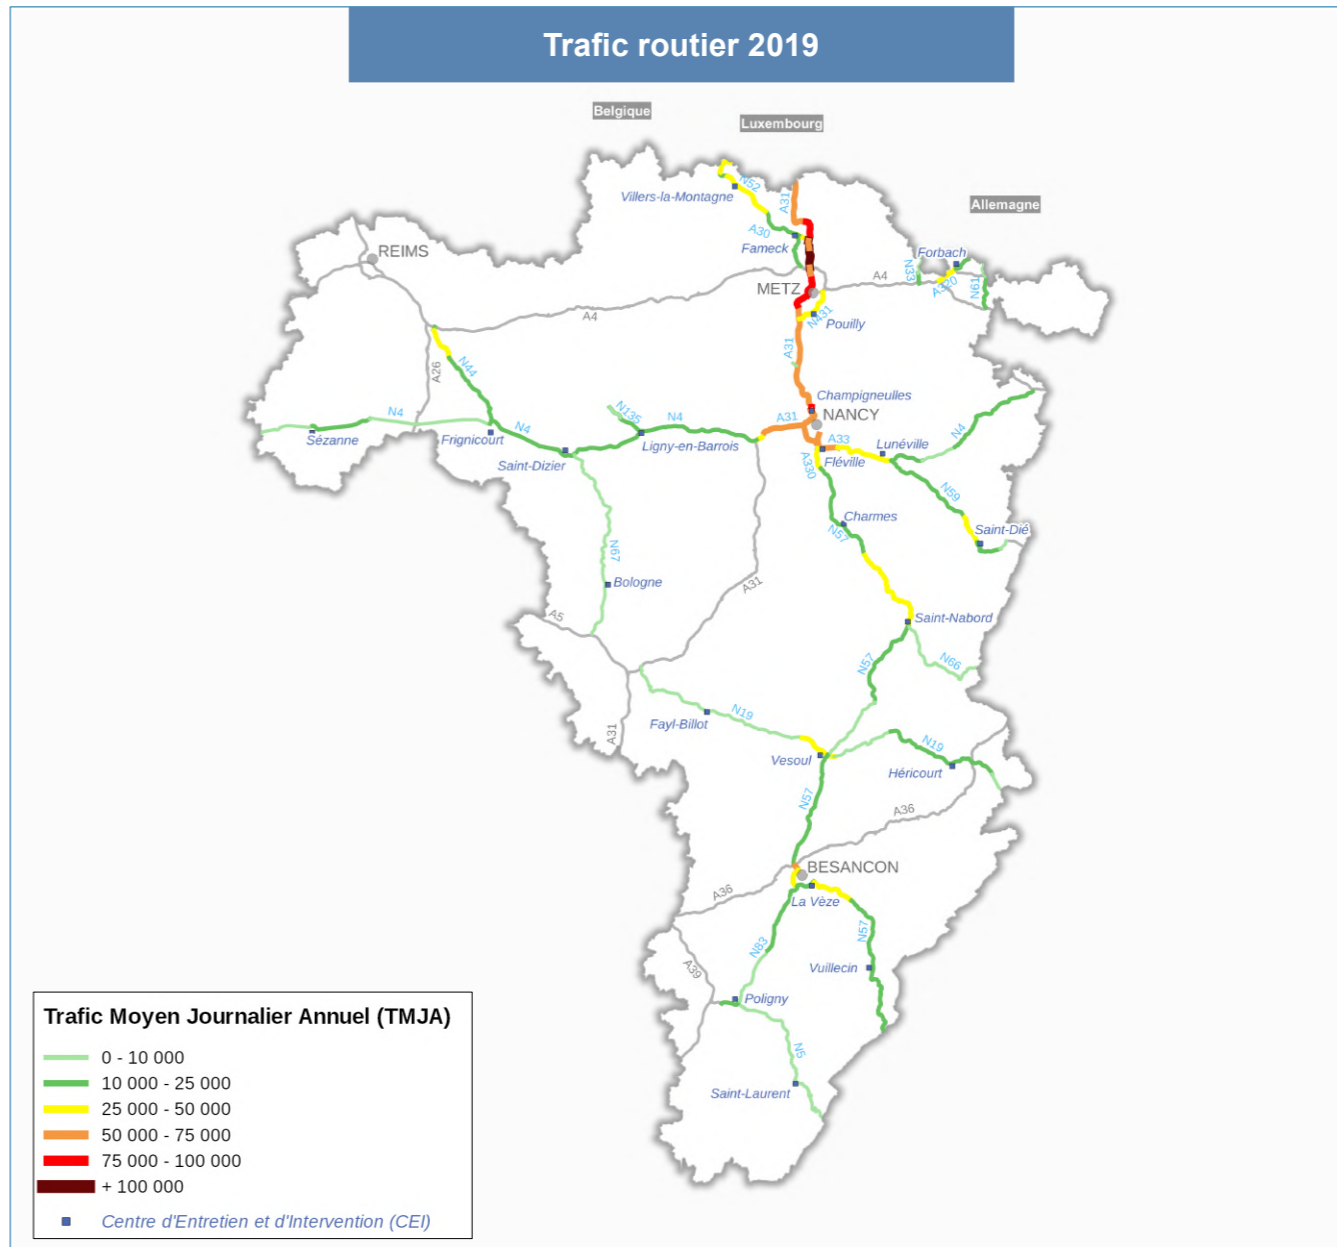 Trafic routier 2019
Belgique
Luxembourg
Allemagne
N52
A31
Villers-la-Montagne
A30
Fameck
Forbach
REIMS
N33
A4
A320
N61
METZ
A4
N431
Pouilly
A31
A26
N44
Champigneulles
N135
N4
N4
A31
NANCY
Sézanne
Frignicourt
N4
Ligny-en-Barrois
A33
Lunéville
N4
Saint-Dizier
A330
Fléville
N59
Charmes
N57
Saint-Dié
N67
Bologne
A31
A5
Saint-Nabord
N57
N66
Fayl-Billot
N19
A31
Vesoul
N19
Héricourt
N57
A36
BESANCON
A36
La Vèze
N57
N83
A39
Vuillecin
Poligny
N5
Saint-Laurent
Trafic Moyen Journalier Annuel (TMJA)
0 - 10 000
10 000 - 25 000
25 000 - 50 000
50 000 - 75 000
75 000 - 100 000
+ 100 000
Centre d'Entretien et d'Intervention (CEI)